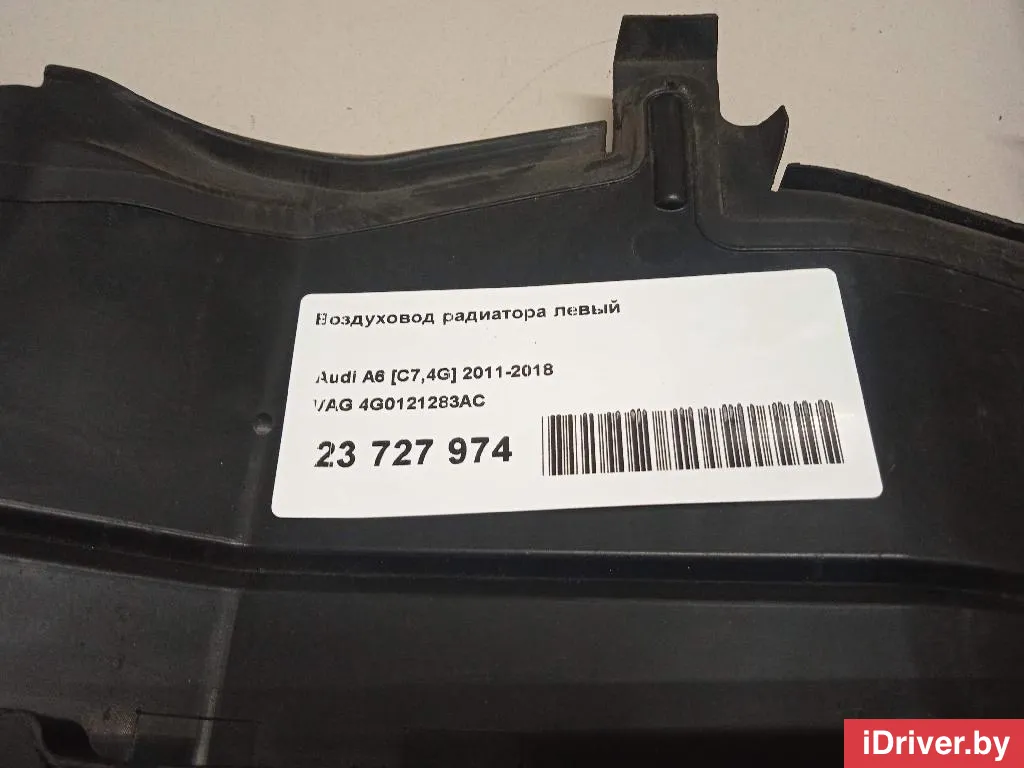 Воздуховод радиатора левый
Audi A6 [C7,4G] 2011-2018
VAG 4G0121283AC
23 727 974
iDriver.by